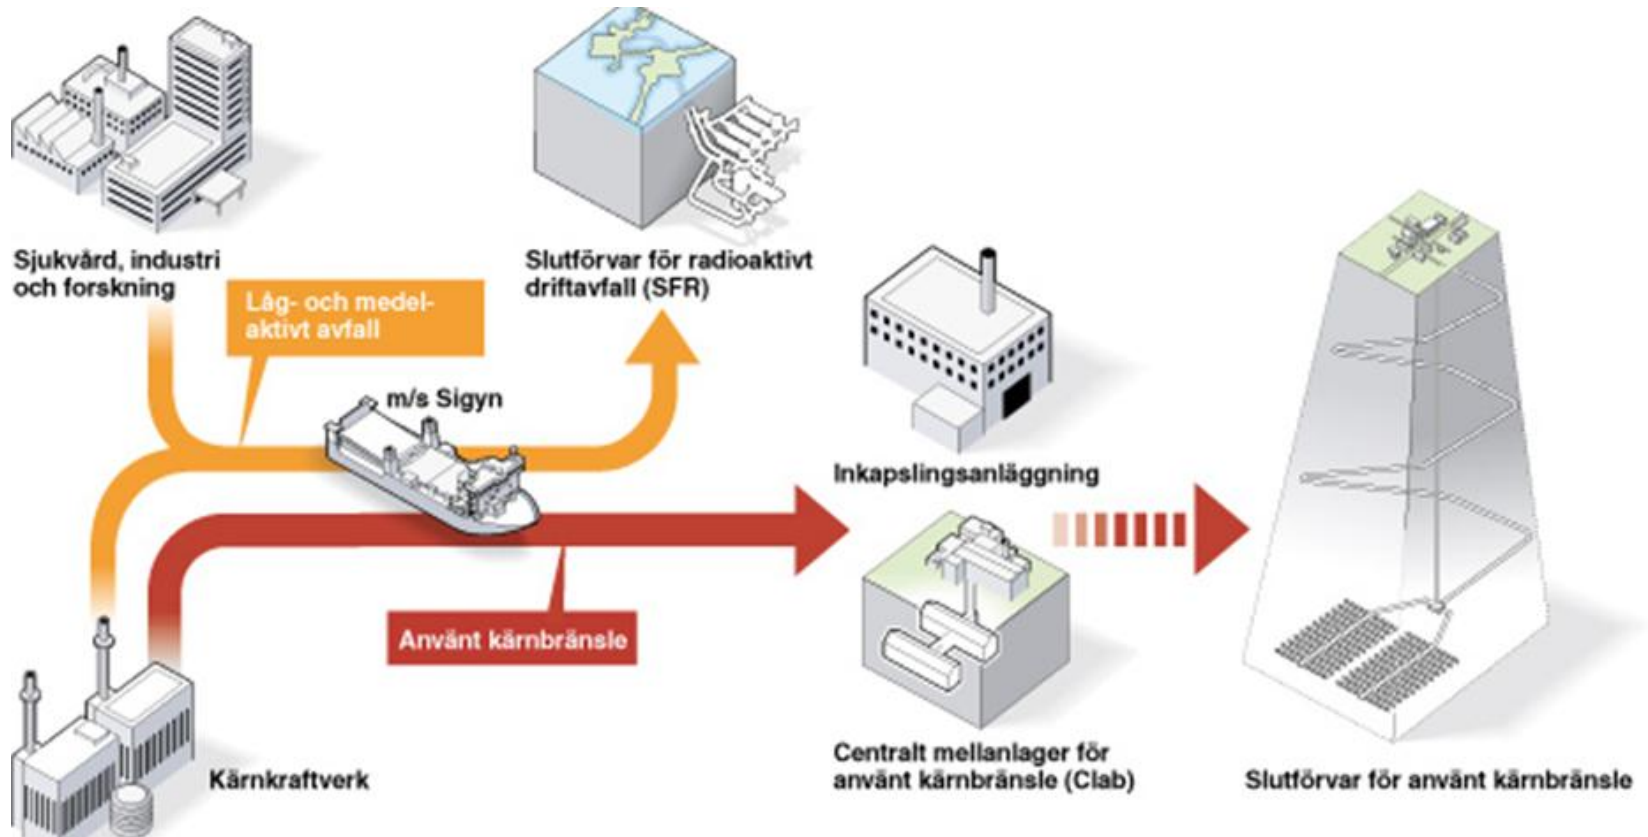 Sjukvård, industri
och forskning
Slutförvar för radioaktivt
driftavfall (SFR)
Låg- och medel-
aktivt avfall
m/s Sigyn
Inkapslingsanläggning
Använt kärnbränsle
Kärnkraftverk
Centralt mellanlager för
använt kärnbränsle (Clab)
Slutförvar för använt kärnbränsle